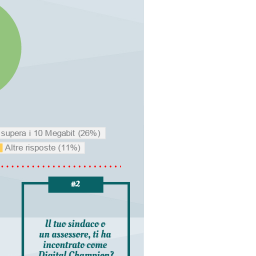 supera i 10 Megabit (26%)
Altre risposte (11%)
#2
Il tuo sindaco o
un assessore, ti ha
incontrato come
Digital Champion?